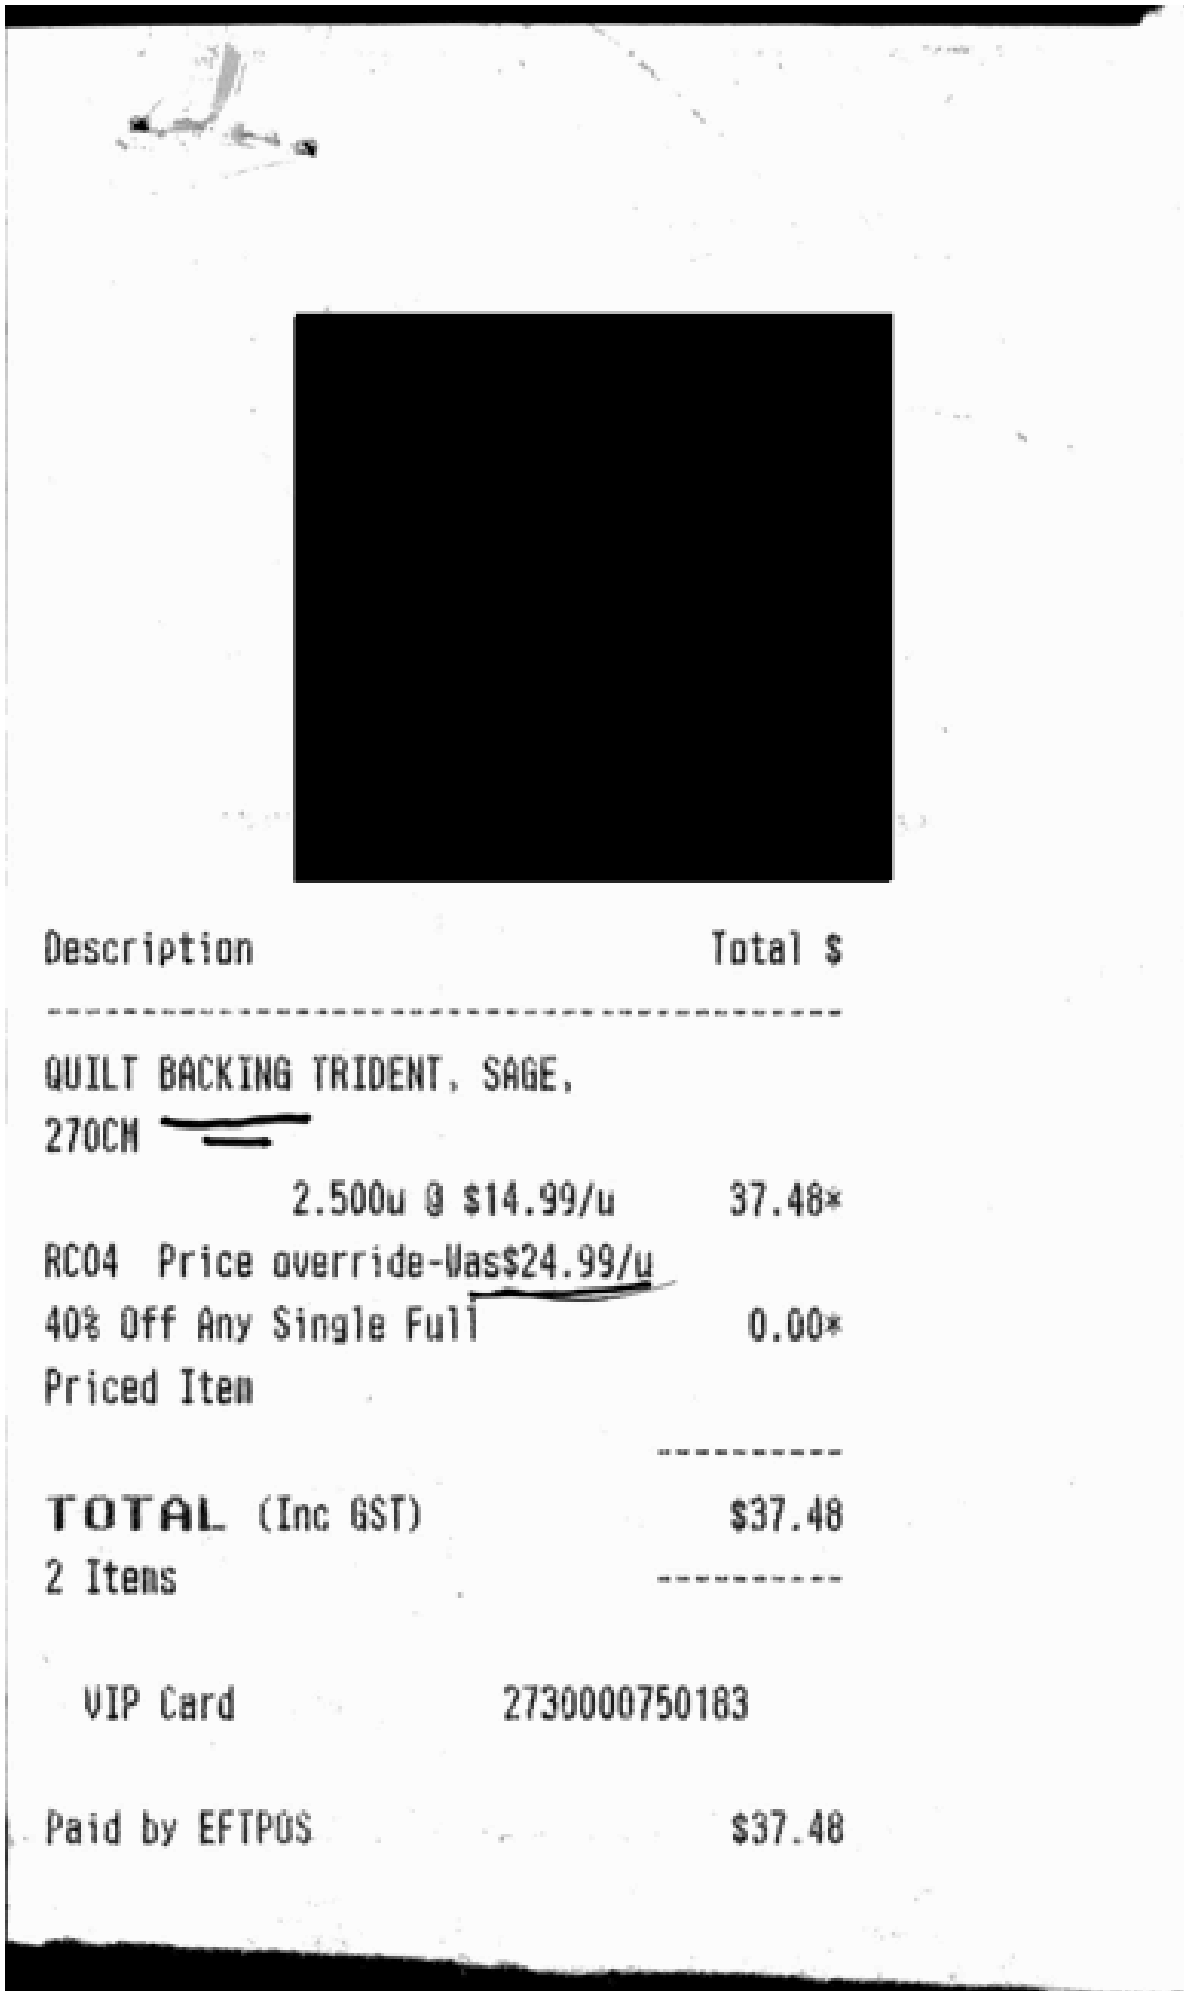 Description Total $
QUILT BACKING TRIDENT, SAGE,
270CM
2.500u @ $14.99/u 37.48*
RC04 Price override-Was$24.99/u
40% Off Any Single Full 0.00*
Priced Item
TOTAL (Inc GST) $37.48
2 Items
VIP Card 2730000750183
Paid by EFTPOS $37.48